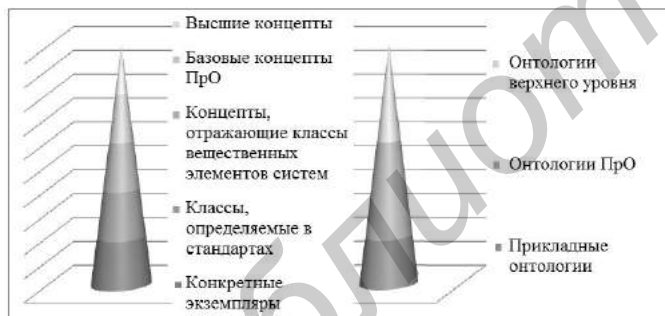 Высшие концепты
Базовые концепты
ПрО
Концепты,
отражающие классы
вещественных
элементов систем
Классы,
определяемые в
стандартах
Конкретные
экземпляры
Онтологии
верхнего уровня
Онтологии ПрО
Прикладные
онтологии